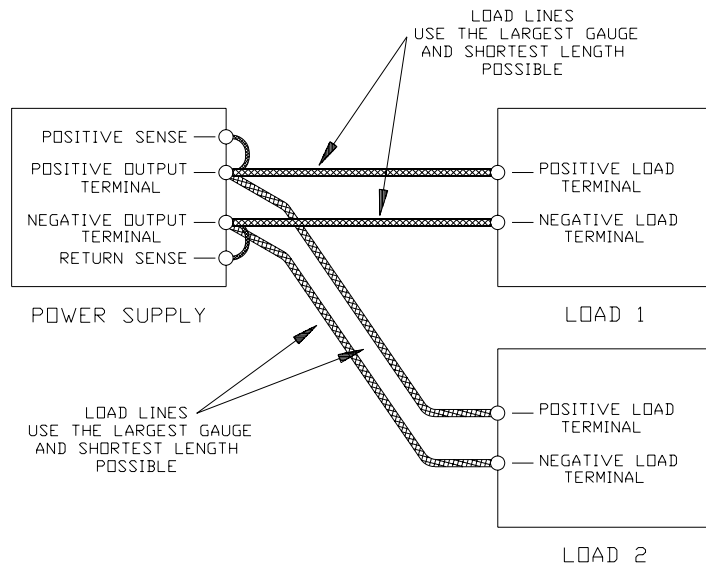 LOAD LINES
USE THE LARGEST GAUGE
AND SHORTEST LENGTH
POSSIBLE
POSITIVE SENSE
POSITIVE OUTPUT
TERMINAL
NEGATIVE OUTPUT
TERMINAL
RETURN SENSE
POWER SUPPLY
POSITIVE LOAD
TERMINAL
NEGATIVE LOAD
TERMINAL
LOAD 1
LOAD LINES
USE THE LARGEST GAUGE
AND SHORTEST LENGTH
POSSIBLE
POSITIVE LOAD
TERMINAL
NEGATIVE LOAD
TERMINAL
LOAD 2